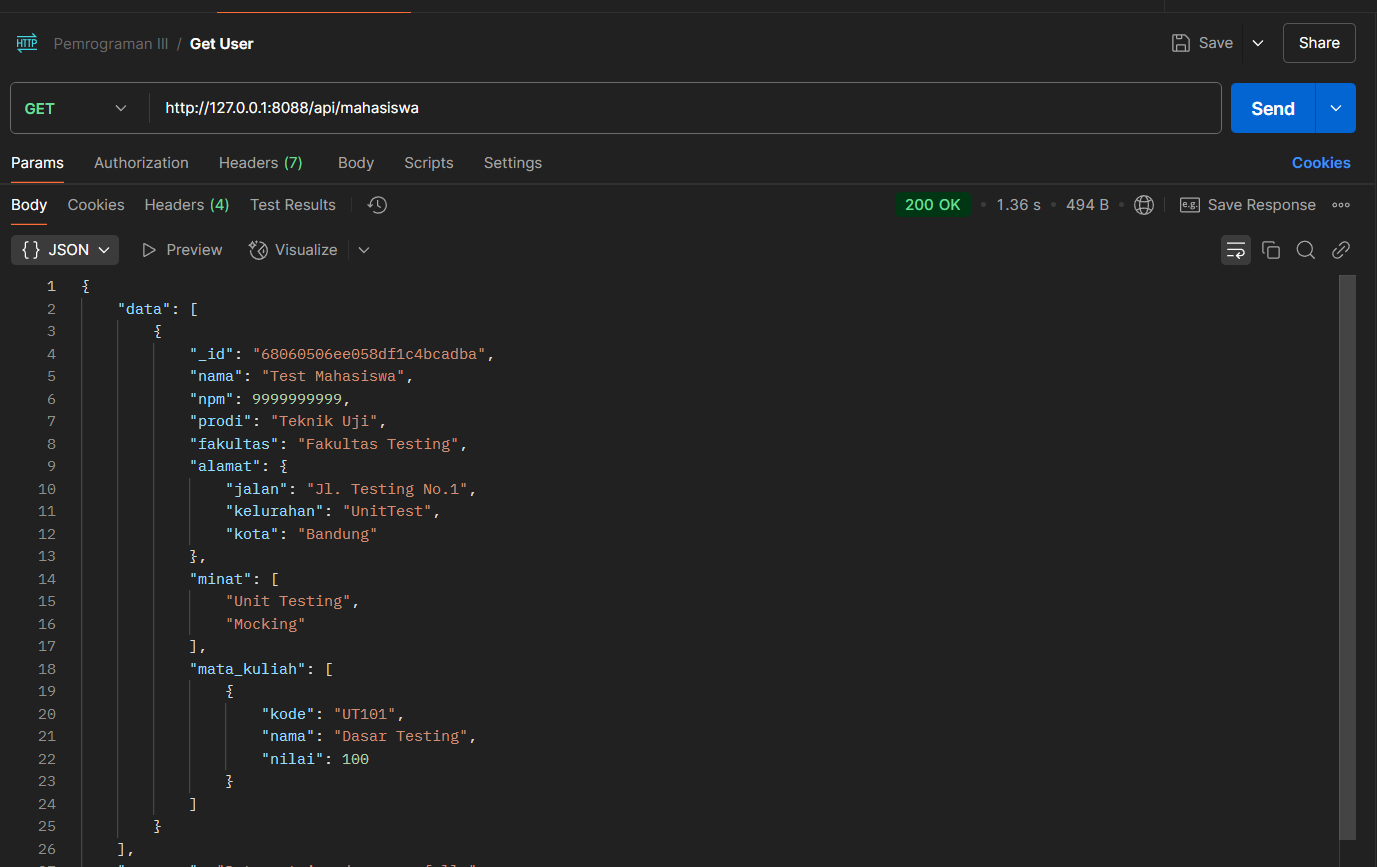 HTTP Pemrograman III / Get User Save Share
GET http://127.0.0.1:8088/api/mahasiswa Send
Params Authorization Headers (7) Body Scripts Settings Cookies
Body Cookies Headers (4) Test Results 200 OK • 1.36 s • 494 B • e.g. Save Response
{} JSON Preview Visualize
1 {
2 "data": [
3 {
4 "_id": "68060506ee058df1c4bcadba",
5 "nama": "Test Mahasiswa",
6 "npm": 9999999999,
7 "prodi": "Teknik Uji",
8 "fakultas": "Fakultas Testing",
9 "alamat": {
10 "jalan": "Jl. Testing No.1",
11 "kelurahan": "UnitTest",
12 "kota": "Bandung"
13 },
14 "minat": [
15 "Unit Testing",
16 "Mocking"
17 ],
18 "mata_kuliah": [
19 {
20 "kode": "UT101",
21 "nama": "Dasar Testing",
22 "nilai": 100
23 }
24 ]
25 }
26 ],